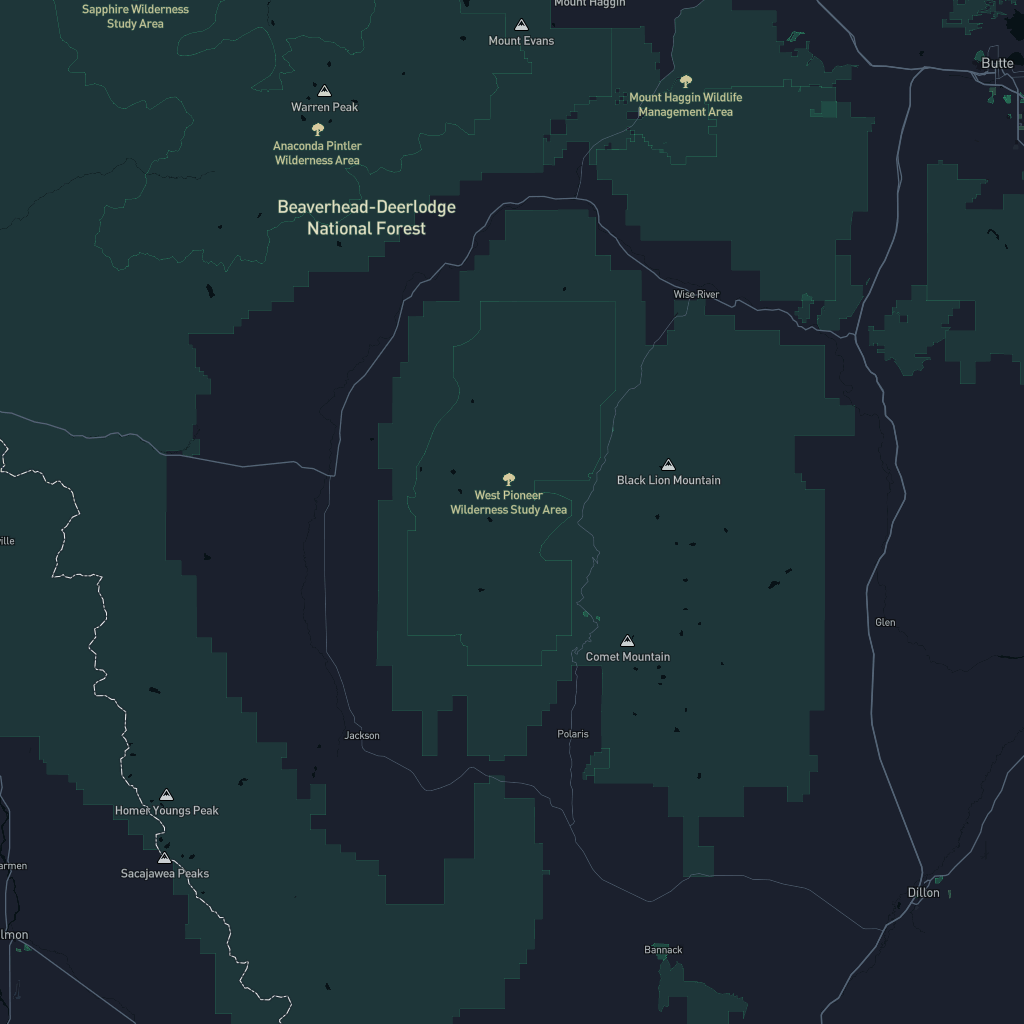 Sapphire Wilderness
Study Area
Mount Haggin
Mount Evans
Butte
Warren Peak
Mount Haggin Wildlife
Management Area
Anaconda Pintler
Wilderness Area
Beaverhead-Deerlodge
National Forest
Wise River
Black Lion Mountain
West Pioneer
Wilderness Study Area
ville
Glen
Comet Mountain
Jackson
Polaris
Homer Youngs Peak
armen
Sacajawea Peaks
Dillon
lmon
Bannack